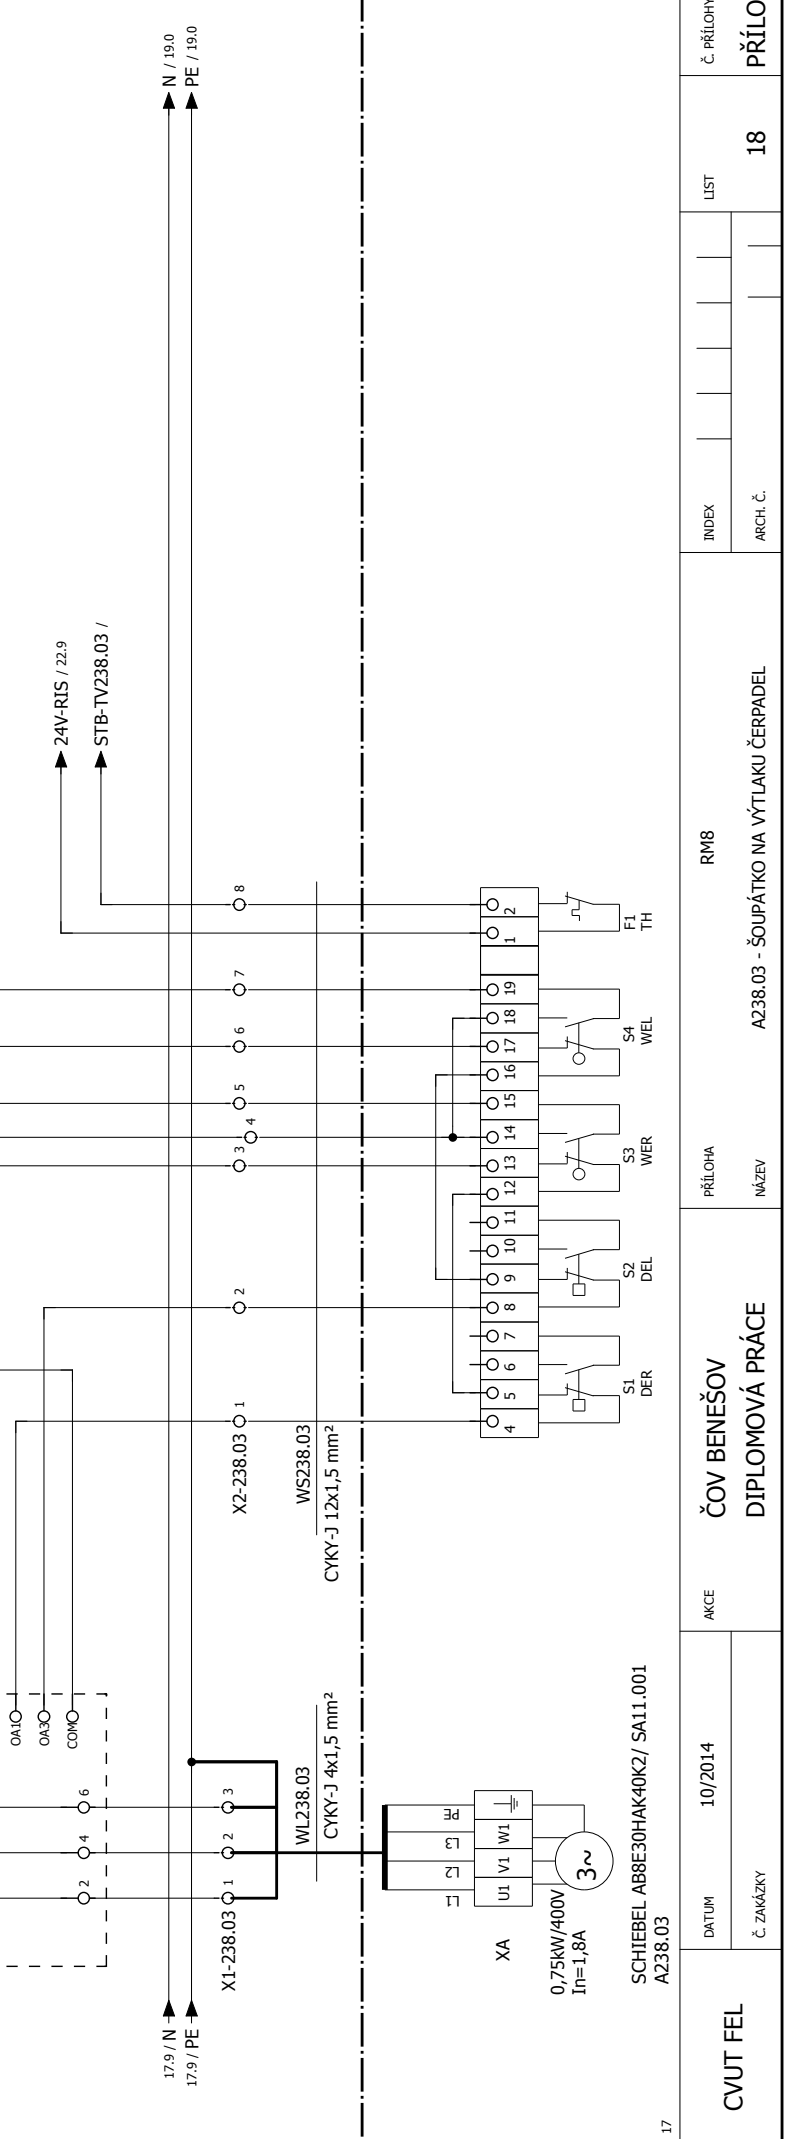 N / 19.0
PE / 19.0
24V-RIS / 22.9
STB-TV238.03 /
OA1
OA3
COM
2
4
6
17.9 / N
17.9 / PE
X1-238.03
1
2
3
X2-238.03
1
2
3
4
5
6
7
8
WL238.03
CYKY-J 4x1,5 mm²
WS238.03
CYKY-J 12x1,5 mm²
L1
L2
L3
PE
XA
U1
V1
W1
3~
0,75kW/400V
In=1,8A
4
5
6
7
8
9
10
11
12
13
14
15
16
17
18
19
1
2
S1
DER
S2
DEL
S3
WER
S4
WEL
F1
TH
SCHIEBEL AB8E30HAK40K2/ SA11.001
A238.03
17
CVUT FEL
DATUM
10/2014
Č. ZAKÁZKY
AKCE
ČOV BENEŠOV
DIPLOMOVÁ PRÁCE
PŘÍLOHA
RM8
NÁZEV
A238.03 - ŠOUPÁTKO NA VÝTLAKU ČERPADEL
INDEX
ARCH. Č.
LIST
18
Č. PŘÍLOHY
PŘÍLO